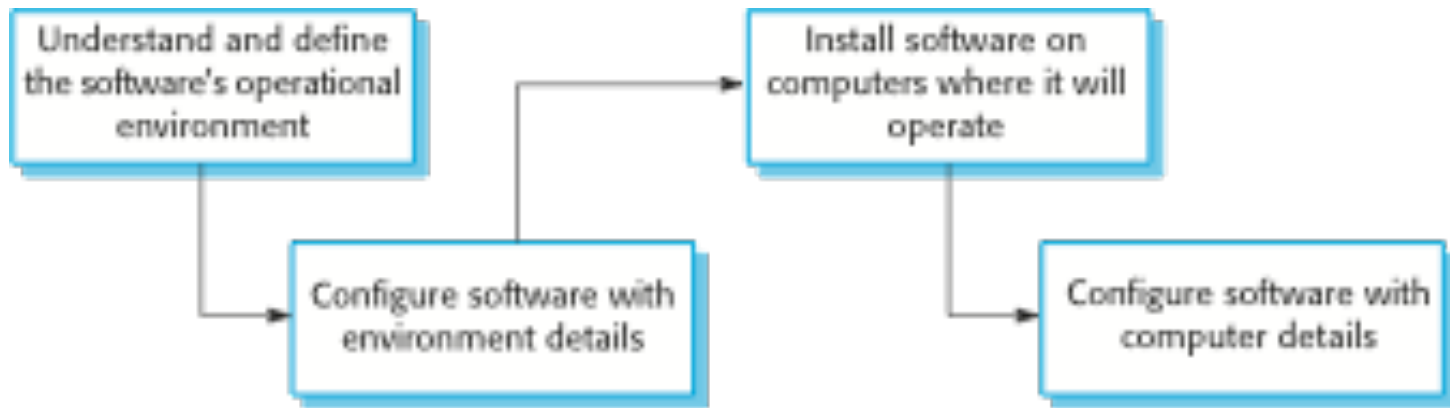 Understand and define
the software's operational
environment
Configure software with
environment details
Install software on
computers where it will
operate
Configure software with
computer details